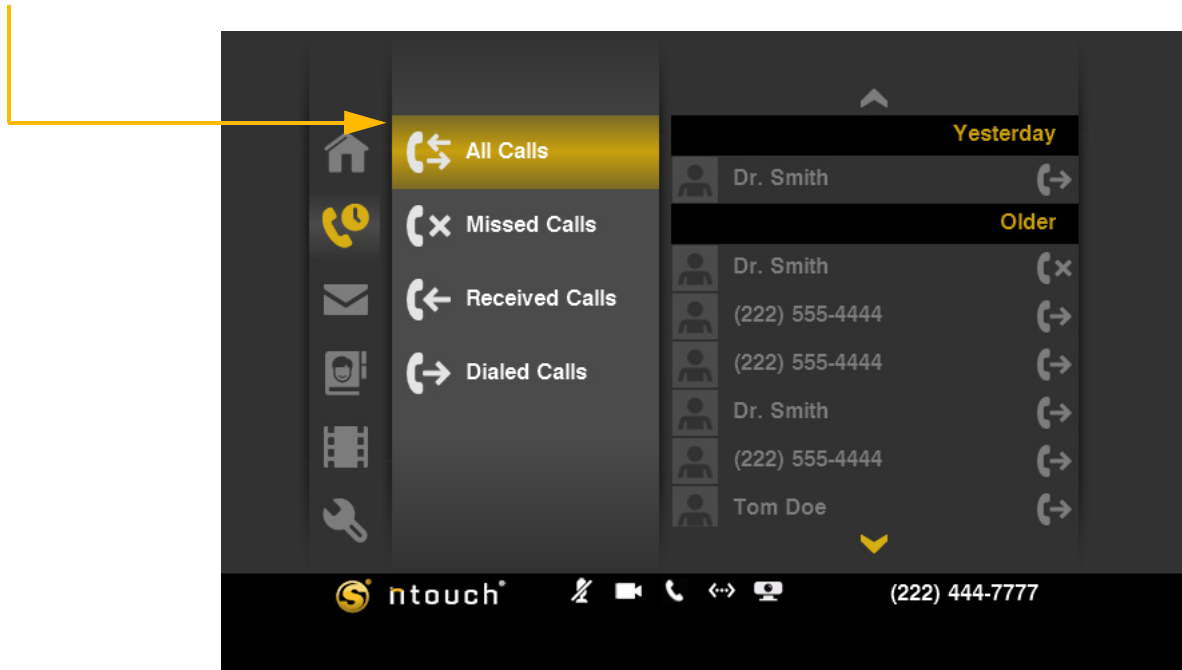 All Calls
Missed Calls
Received Calls
Dialed Calls
Yesterday
Dr. Smith
Older
Dr. Smith
(222) 555-4444
(222) 555-4444
Dr. Smith
(222) 555-4444
Tom Doe
S ntouch
(222) 444-7777